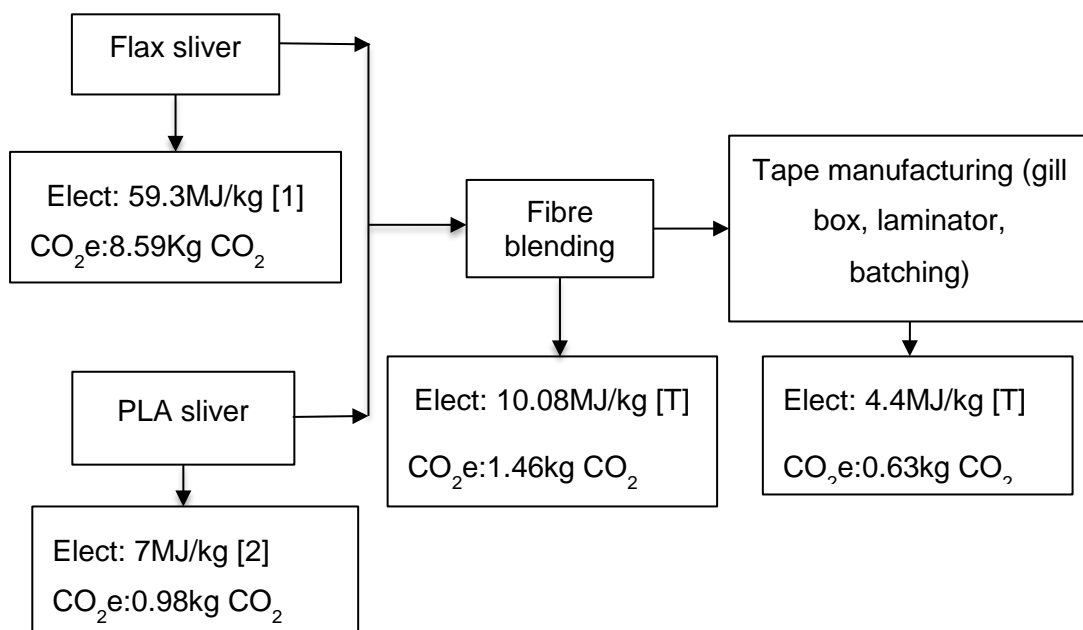 Flax sliver
Elect: 59.3MJ/kg [1]
CO₂e:8.59Kg CO₂
PLA sliver
Elect: 7MJ/kg [2]
CO₂e:0.98kg CO₂
Fibre
blending
Elect: 10.08MJ/kg [T]
CO₂e:1.46kg CO₂
Tape manufacturing (gill
box, laminator,
batching)
Elect: 4.4MJ/kg [T]
CO₂e:0.63kg CO₂